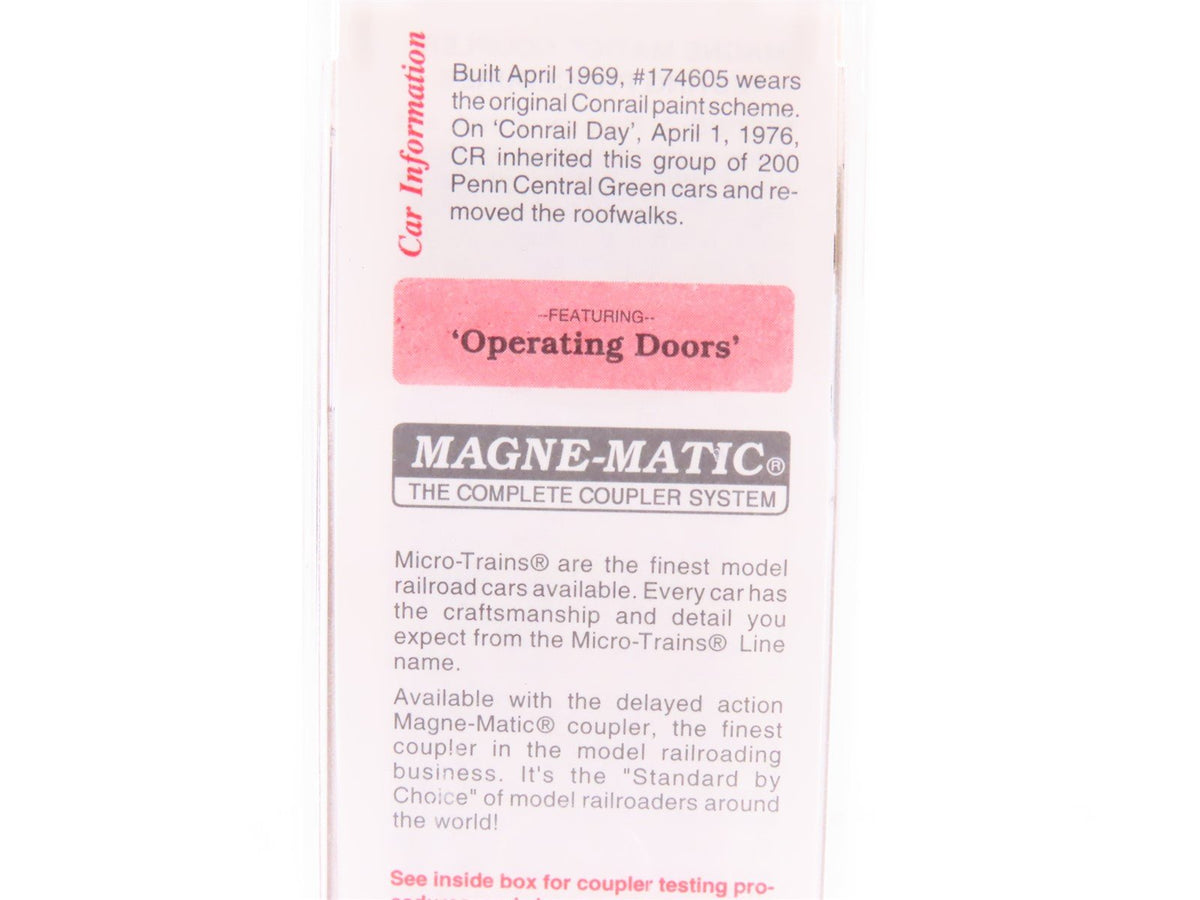 Car Information
Built April 1969, #174605 wears
the original Conrail paint scheme.
On ‘Conrail Day’, April 1, 1976,
CR inherited this group of 200
Penn Central Green cars and re-
moved the roofwalks.
--FEATURING--
‘Operating Doors’
MAGNE-MATIC®
THE COMPLETE COUPLER SYSTEM
Micro-Trains® are the finest model
railroad cars available. Every car has
the craftsmanship and detail you
expect from the Micro-Trains® Line
name.
Available with the delayed action
Magne-Matic® coupler, the finest
coupler in the model railroading
business. It's the "Standard by
Choice" of model railroaders around
the world!
See inside box for coupler testing pro-